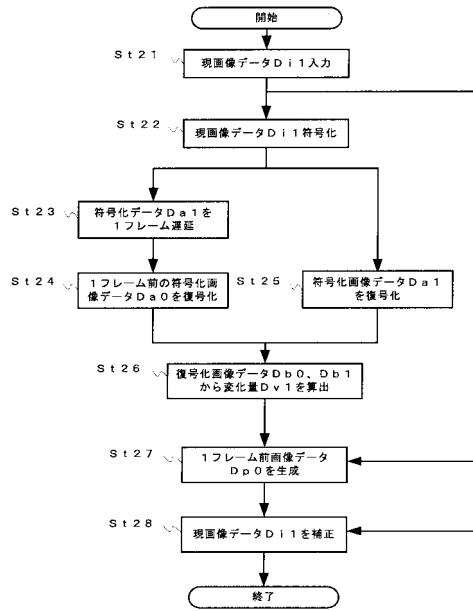 開始
St21
現画像データDi1入力
St22
現画像データDi1符号化
St23
符号化データDa1を
1フレーム遅延
St24
1フレーム前の符号化画
像データDa0を復号化
St25
符号化画像データDa1
を復号化
St26
復号化画像データDb0、Db1
から変化量Dv1を算出
St27
1フレーム前画像データ
Dp0を生成
St28
現画像データDi1を補正
終了